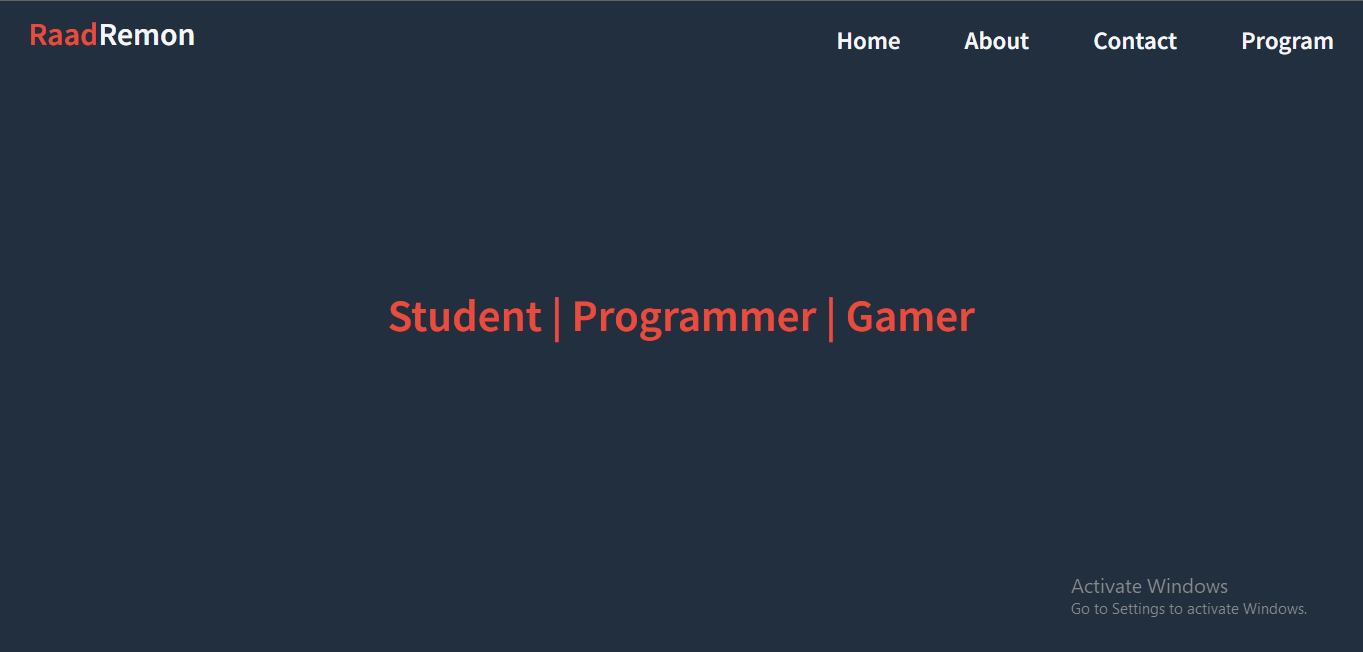 RaadRemon
Home About Contact Program
Student | Programmer | Gamer
Activate Windows
Go to Settings to activate Windows.